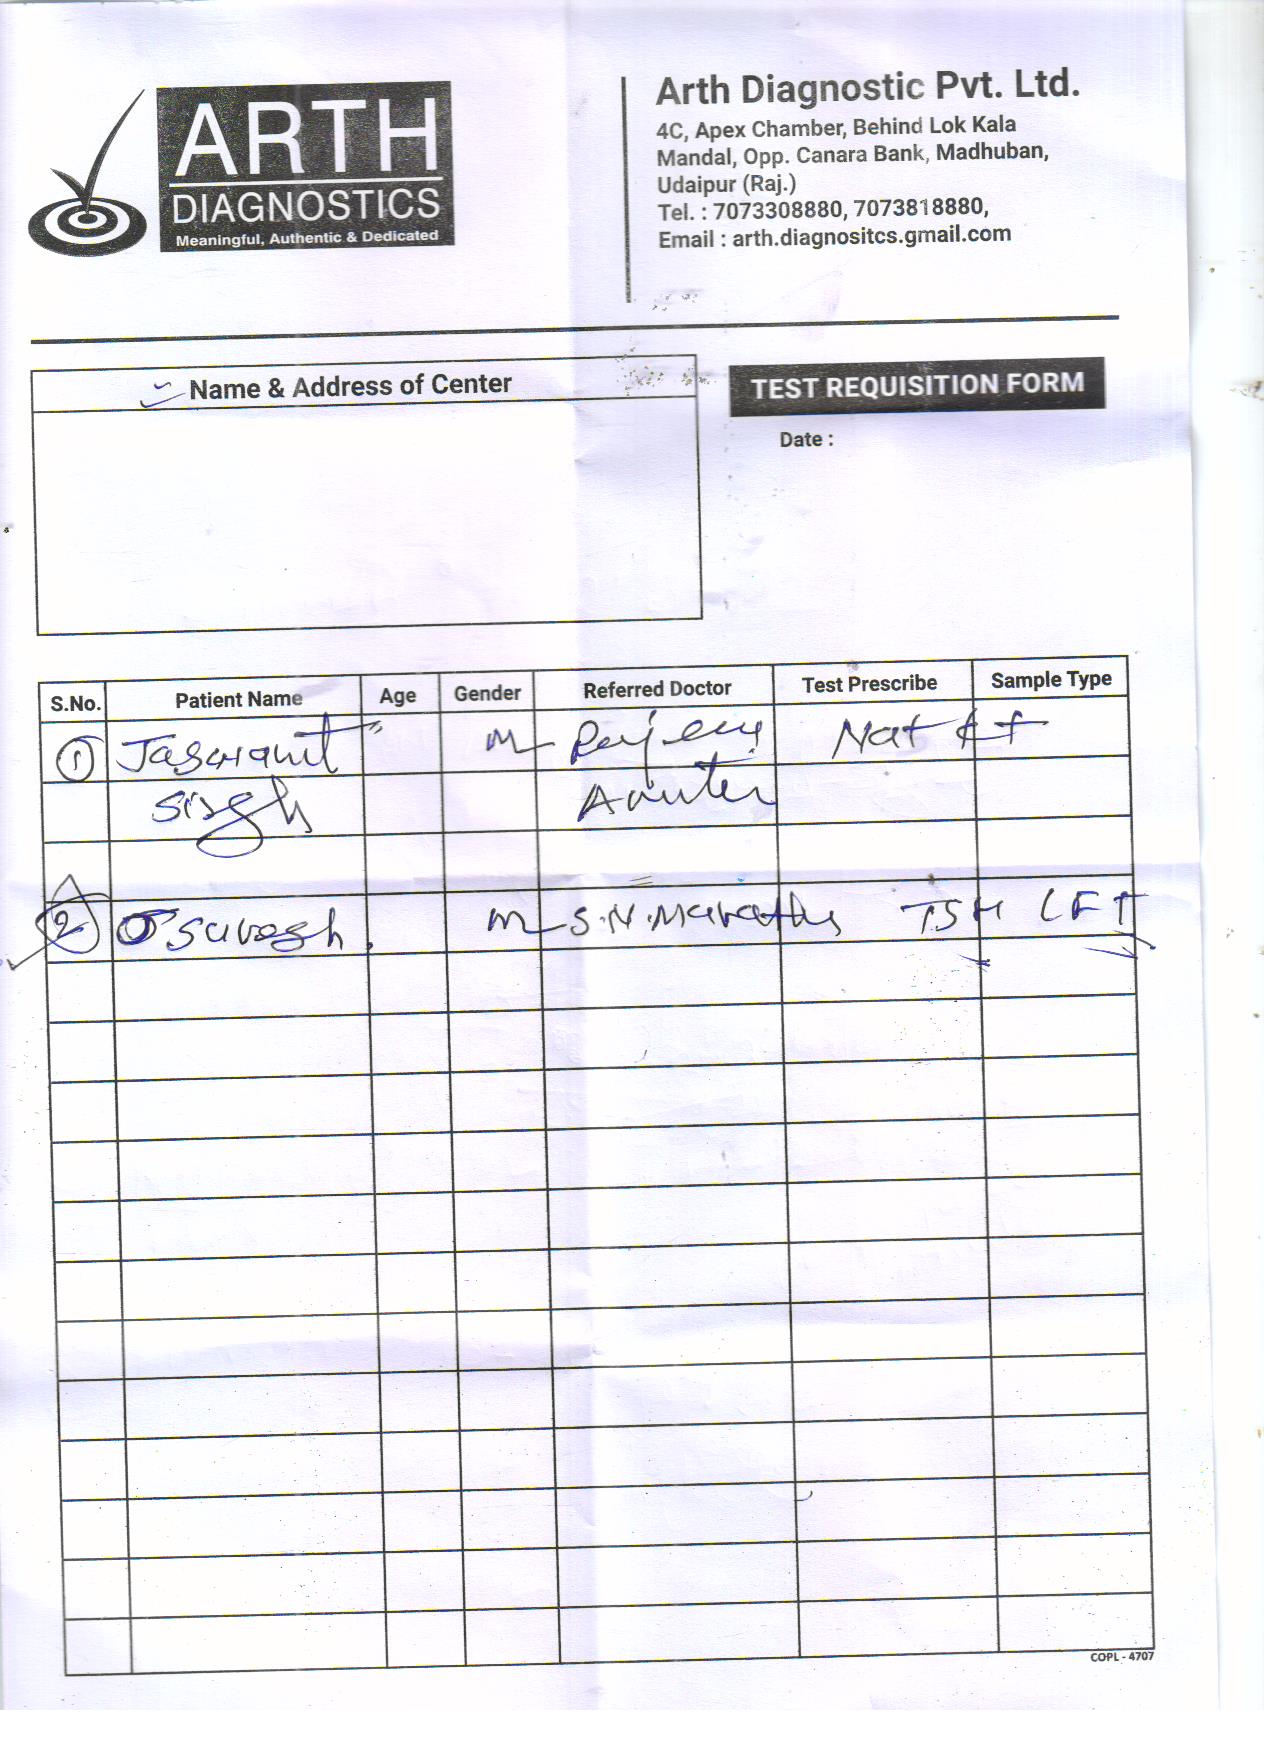 ARTH
DIAGNOSTICS
Meaningful, Authentic & Dedicated
Arth Diagnostic Pvt. Ltd.
4C, Apex Chamber, Behind Lok Kala
Mandal, Opp. Canara Bank, Madhuban,
Udaipur (Raj.)
Tel. : 7073308880, 7073818880,
Email : arth.diagnositcs.gmail.com
Name & Address of Center
TEST REQUISITION FORM
Date :
S.No. Patient Name Age Gender Referred Doctor Test Prescribe Sample Type
1 Jaswant M Nat
Singh
2 M S.N. TSH LFT
COPL - 4707